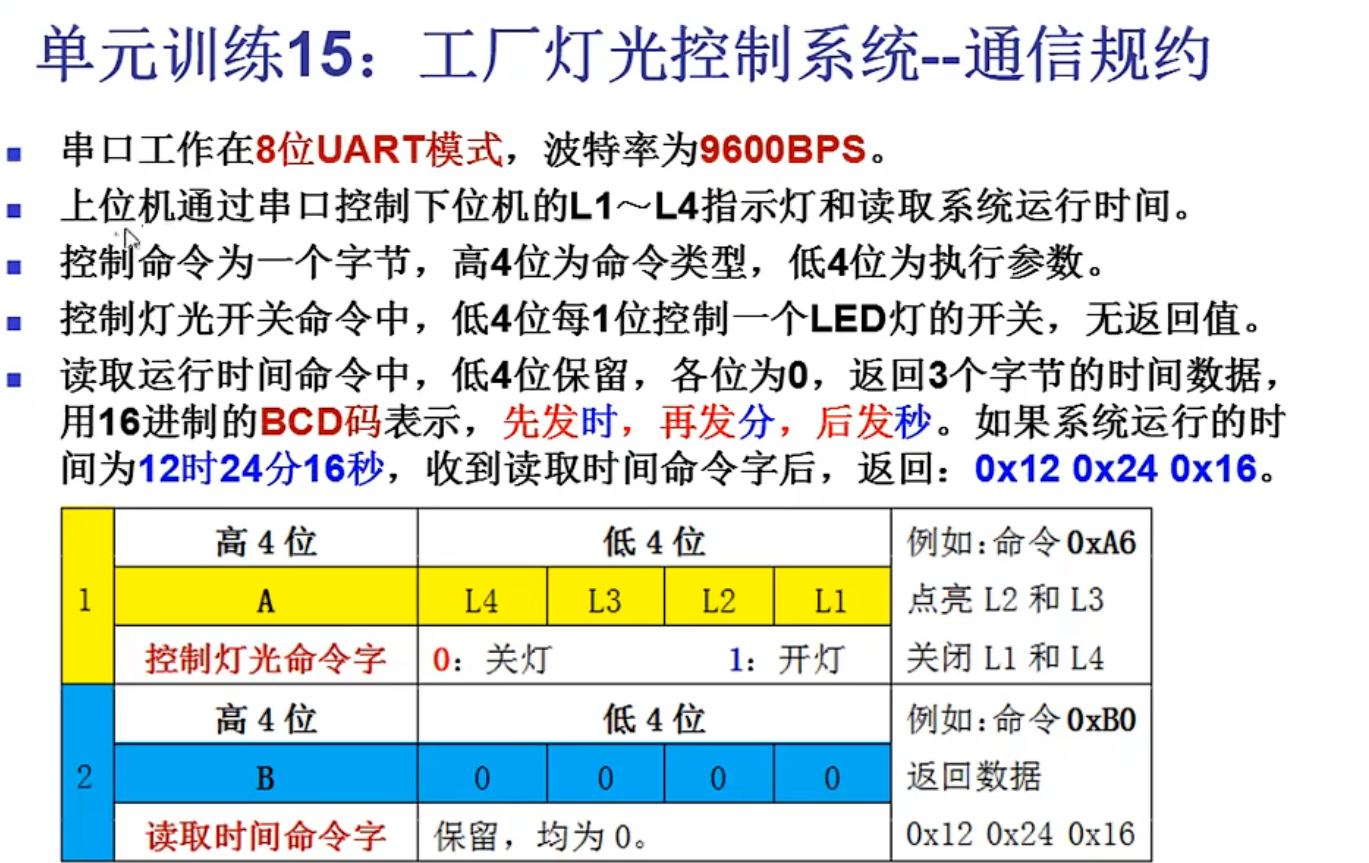 单元训练15：工厂灯光控制系统--通信规约
串口工作在8位UART模式，波特率为9600BPS。
上位机通过串口控制下位机的L1～L4指示灯和读取系统运行时间。
控制命令为一个字节，高4位为命令类型，低4位为执行参数。
控制灯光开关命令中，低4位每1位控制一个LED灯的开关，无返回值。
读取运行时间命令中，低4位保留，各位为0，返回3个字节的时间数据，
用16进制的BCD码表示，先发时，再发分，后发秒。如果系统运行的时
间为12时24分16秒，收到读取时间命令字后，返回：0x12 0x24 0x16。
1
高4位 低4位
A L4 L3 L2 L1
控制灯光命令字 0：关灯 1：开灯
例如：命令0xA6
点亮 L2 和 L3
关闭 L1 和 L4
2
高4位 低4位
B 0 0 0 0
读取时间命令字 保留，均为 0。
例如：命令0xB0
返回数据
0x12 0x24 0x16